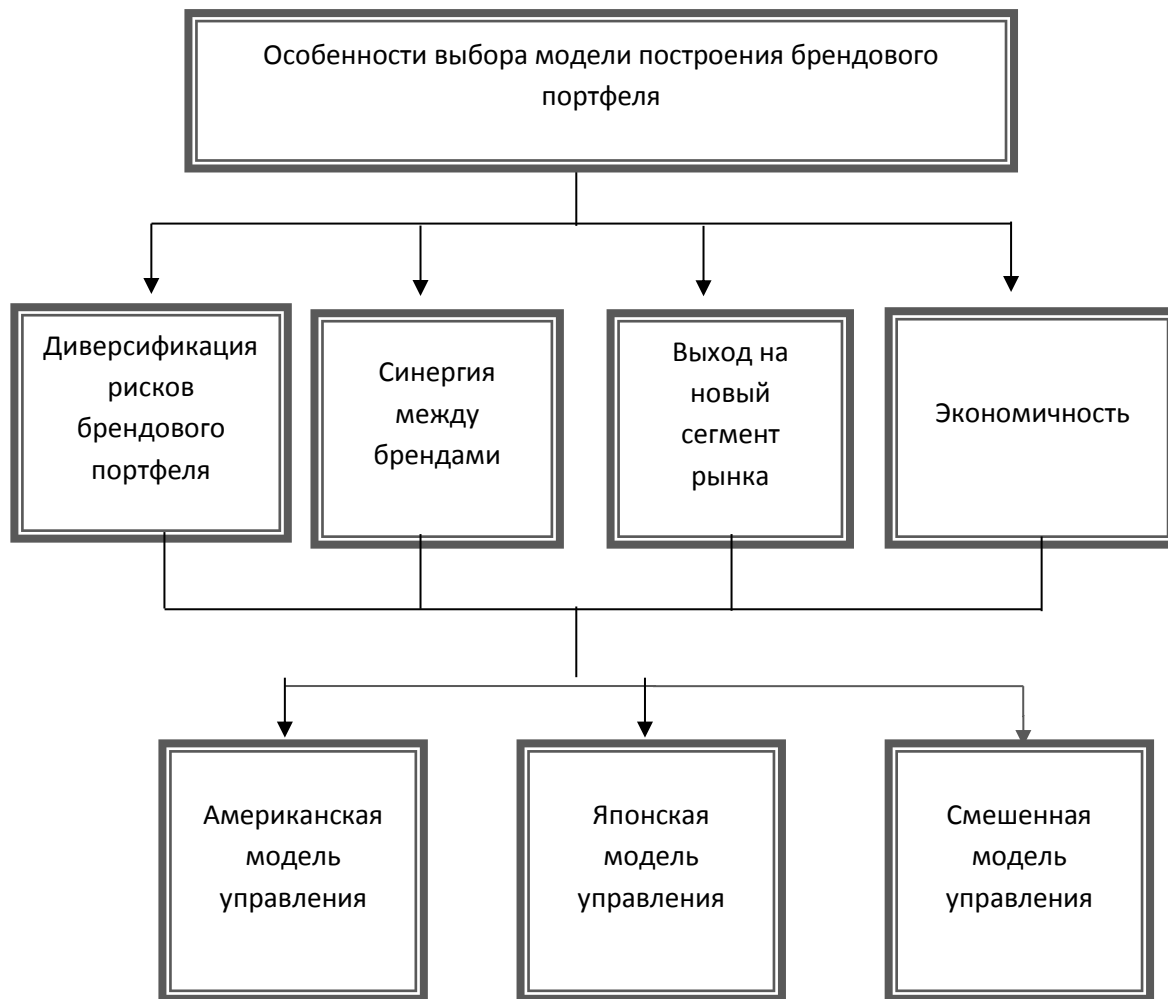 Особенности выбора модели построения брендового
портфеля
Диверсификация
рисков
брендового
портфеля
Синергия
между
брендами
Выход на
новый
сегмент
рынка
Экономичность
Американская
модель
управления
Японская
модель
управления
Смешенная
модель
управления